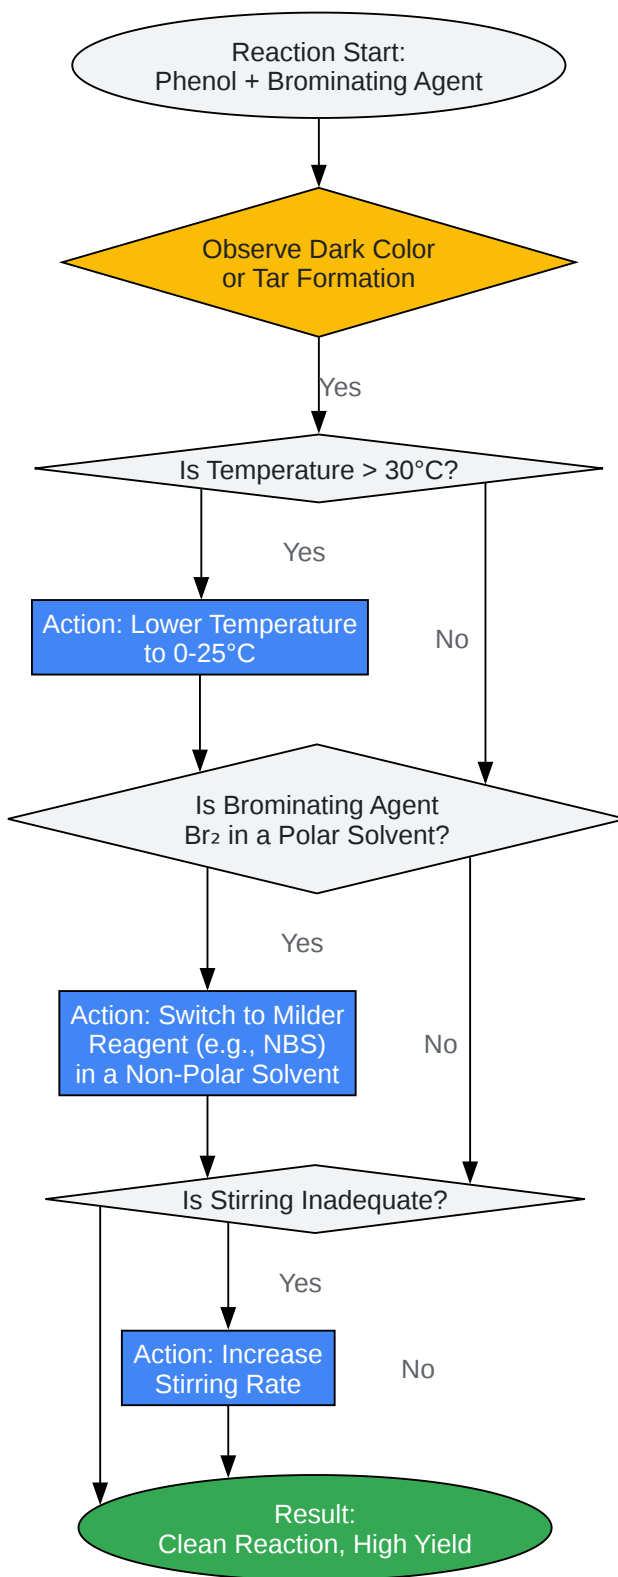 Reaction Start:
Phenol + Brominating Agent
Observe Dark Color
or Tar Formation
Yes
Is Temperature > 30°C?
Yes
Action: Lower Temperature
to 0-25°C
No
Is Brominating Agent
Br₂ in a Polar Solvent?
Yes
Action: Switch to Milder
Reagent (e.g., NBS)
in a Non-Polar Solvent
No
Is Stirring Inadequate?
Yes
Action: Increase
Stirring Rate
No
Result:
Clean Reaction, High Yield